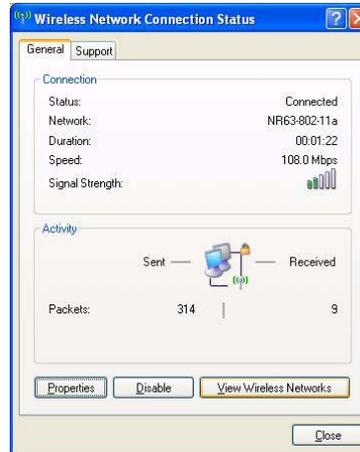 Wireless Network Connection Status
General Support
Connection
Status: Connected
Network: NR63-802-11a
Duration: 00:01:22
Speed: 108.0 Mbps
Signal Strength:
Activity
Sent — — Received
Packets: 314 | 9
Properties Disable View Wireless Networks
Close